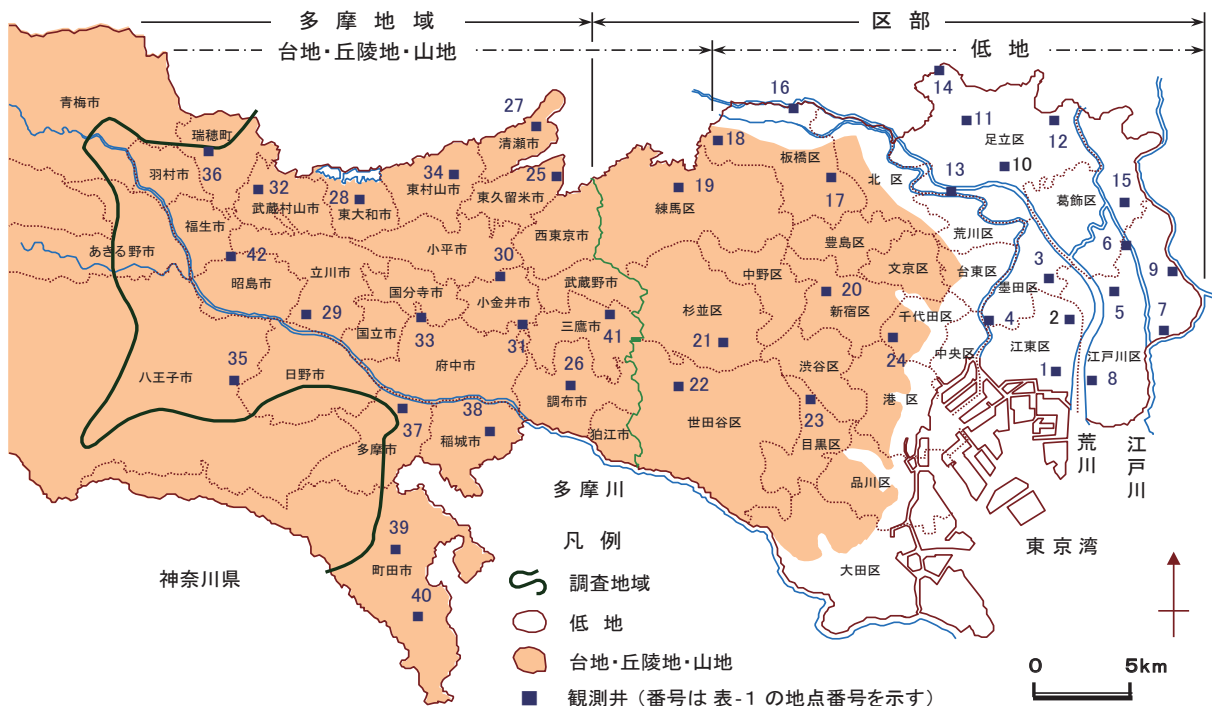 多摩地域
区部
台地・丘陵地・山地
低地
青梅市
瑞穂町
羽村市
36
32
武蔵村山市
福生市
28
東大和市
34
東村山市
27
清瀬市
25
東久留米市
あきる野市
42
昭島市
立川市
29
小平市
30
西東京市
国分寺市
33
国立市
小金井市
31
武蔵野市
三鷹市
41
府中市
26
調布市
狛江市
35
八王子市
日野市
37
多摩市
38
稲城市
39
町田市
40
神奈川県
多摩川
16
18
板橋区
17
19
練馬区
北区
14
11
足立区
10
12
13
15
葛飾区
荒川区
豊島区
文京区
台東区
中野区
杉並区
20
新宿区
千代田区
21
22
24
渋谷区
23
世田谷区
目黒区
港区
品川区
大田区
中央区
3
墨田区
2
4
江東区
1
6
5
9
7
江戸川区
8
荒川
江戸川
東京湾
凡例
調査地域
低地
台地・丘陵地・山地
観測井(番号は 表-1 の地点番号を示す)
0
5km